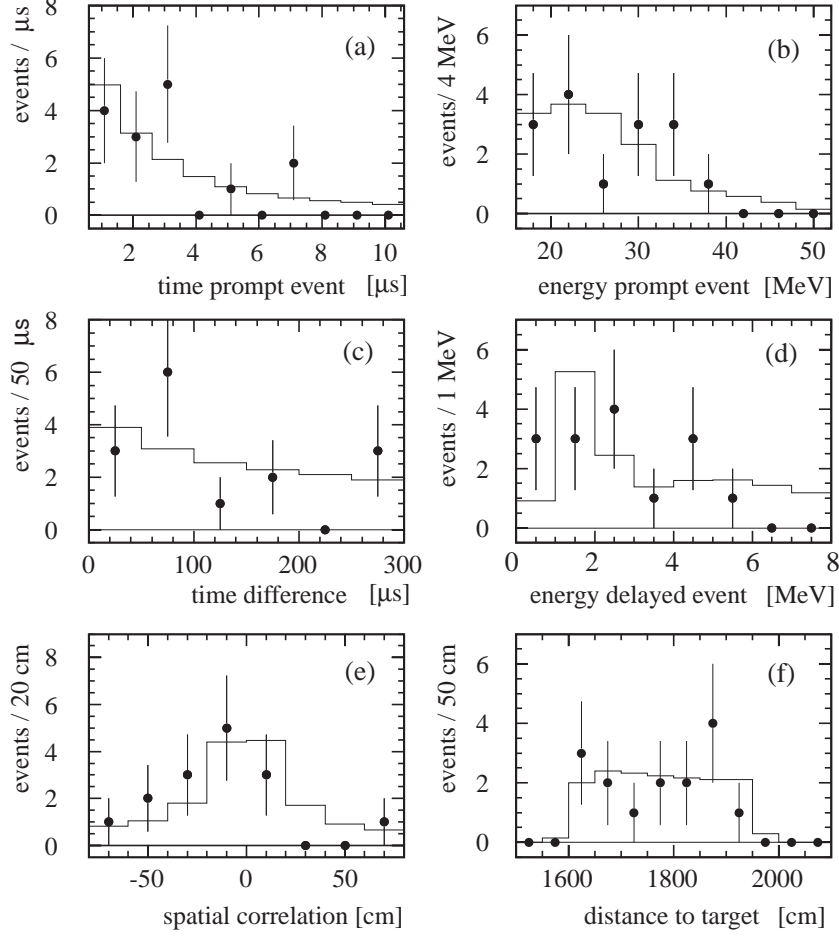 events / μs
8
6
4
2
0
(a)
2 4 6 8 10
time prompt event [μs]
events/ 4 MeV
6
4
2
0
(b)
20 30 40 50
energy prompt event [MeV]
events / 50 μs
8
6
4
2
0
(c)
0 100 200 300
time difference [μs]
events / 1 MeV
6
4
2
0
(d)
0 2 4 6 8
energy delayed event [MeV]
events / 20 cm
8
6
4
2
0
(e)
-50 0 50
spatial correlation [cm]
events / 50 cm
6
4
2
0
(f)
1600 1800 2000
distance to target [cm]